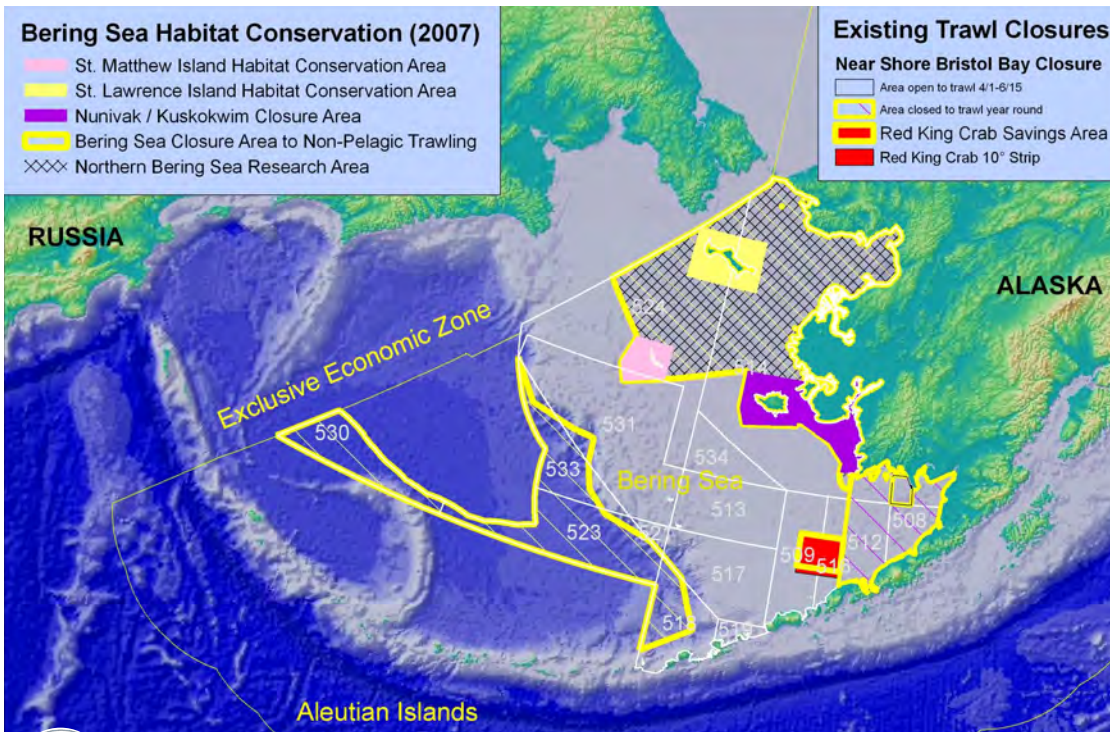 Bering Sea Habitat Conservation (2007)
St. Matthew Island Habitat Conservation Area
St. Lawrence Island Habitat Conservation Area
Nunivak / Kuskokwim Closure Area
Bering Sea Closure Area to Non-Pelagic Trawling
Northern Bering Sea Research Area
Existing Trawl Closures
Near Shore Bristol Bay Closure
Area open to trawl 4/1-6/15
Area closed to trawl year round
Red King Crab Savings Area
Red King Crab 10° Strip
RUSSIA
ALASKA
524
Exclusive Economic Zone
530
531
534
533
Bering Sea
513
508
523
512
509
516
517
518
519
Aleutian Islands